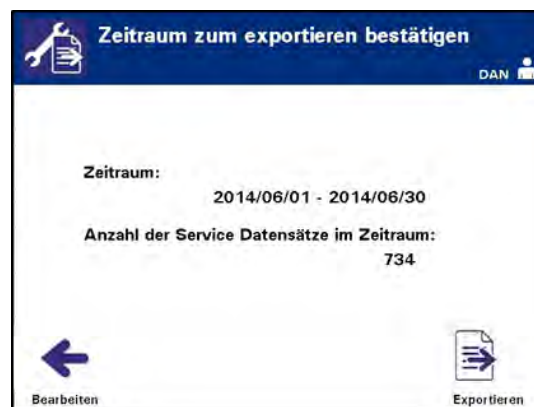 Zeitraum zum exportieren bestätigen
DAN
Zeitraum:
2014/06/01 - 2014/06/30
Anzahl der Service Datensätze im Zeitraum:
734
Bearbeiten
Exportieren